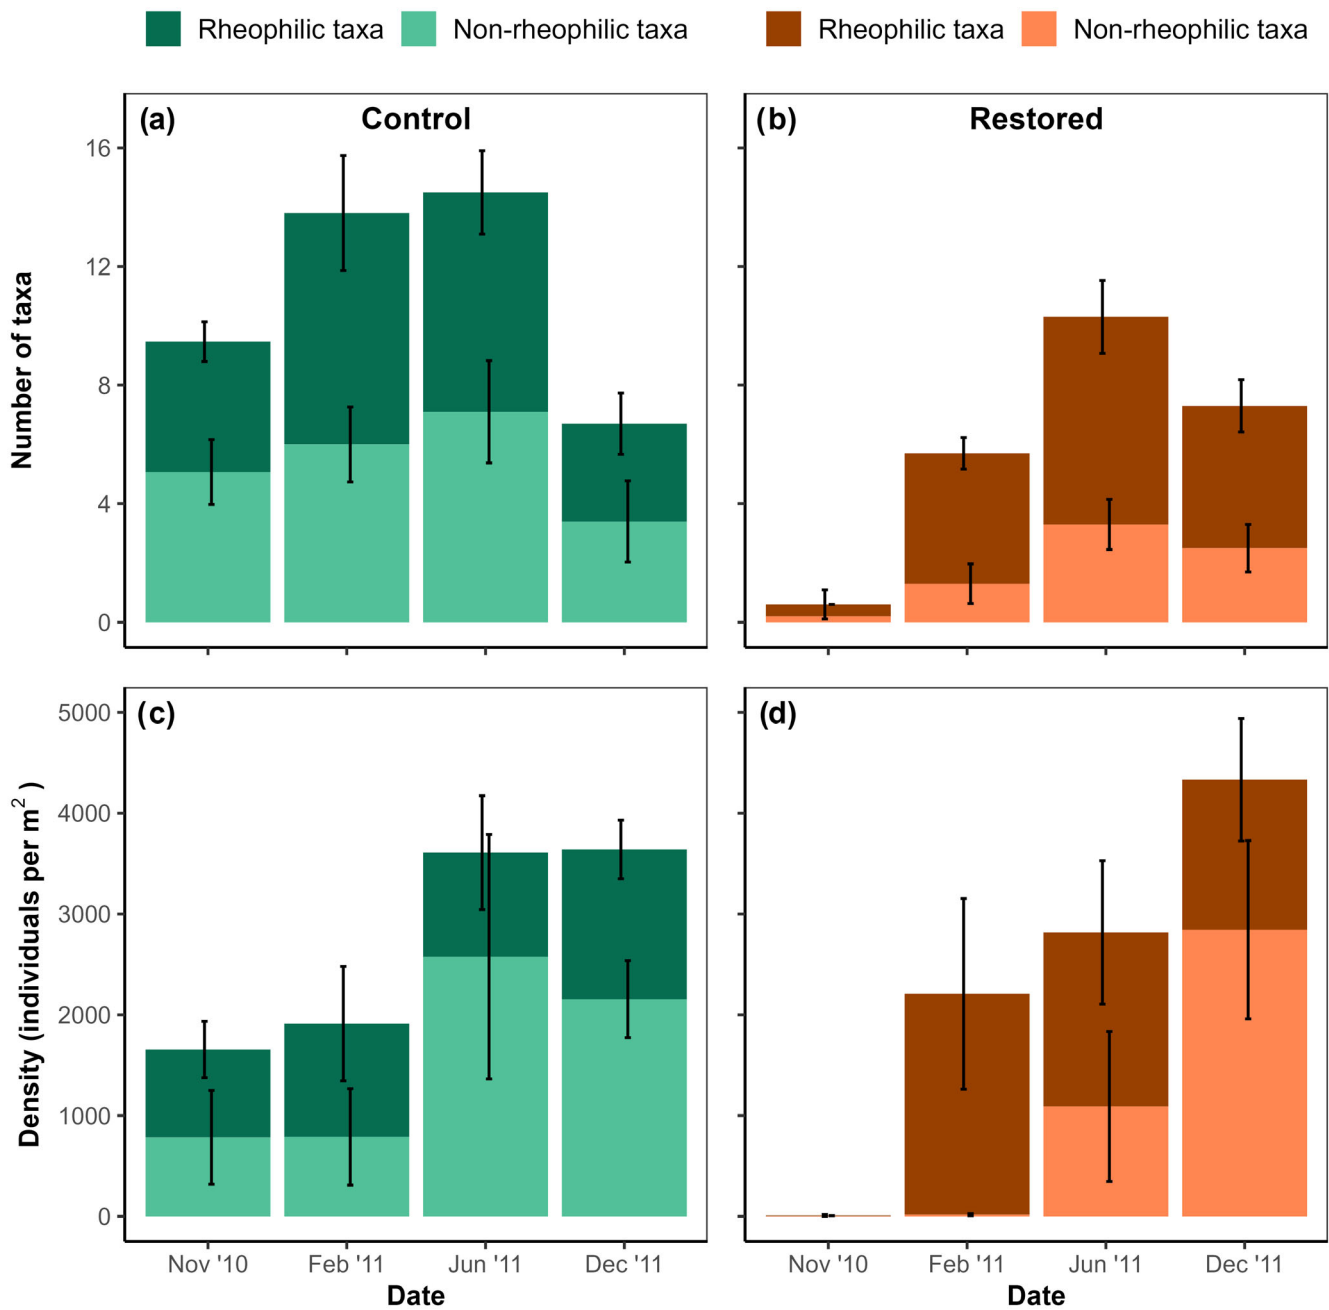 Rheophilic taxa Non-rheophilic taxa Rheophilic taxa Non-rheophilic taxa
(a) Control
(b) Restored
Number of taxa
16
12
8
4
0
(c)
(d)
Density (individuals per m²)
5000
4000
3000
2000
1000
0
Nov '10 Feb '11 Jun '11 Dec '11
Nov '10 Feb '11 Jun '11 Dec '11
Date
Date